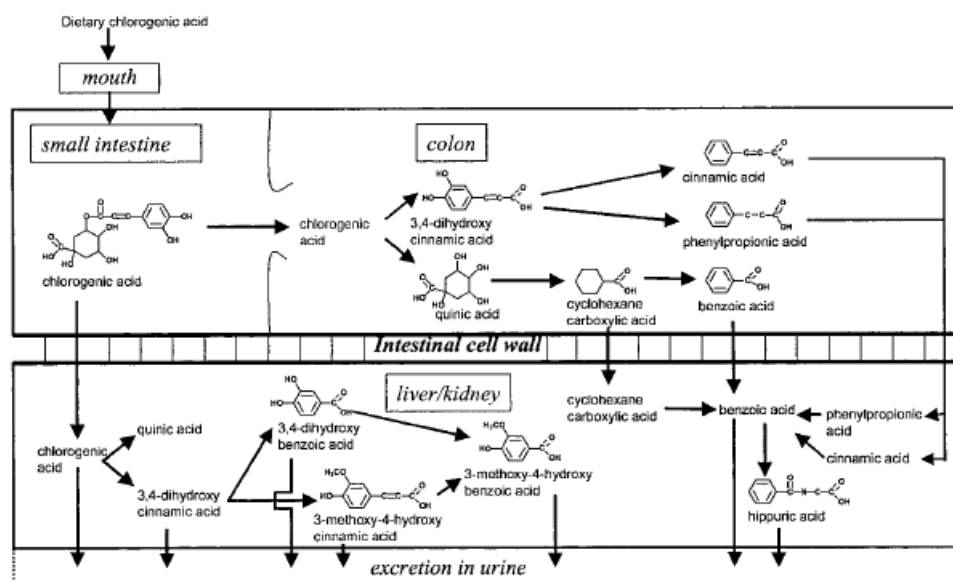 Dietary chlorogenic acid
mouth
small intestine
colon
chlorogenic acid
chlorogenic
acid
3,4-dihydroxy
cinnamic acid
quinic acid
cinnamic acid
phenylpropionic acid
cyclohexane
carboxylic acid
benzoic acid
Intestinal cell wall
liver/kidney
chlorogenic
acid
quinic acid
3,4-dihydroxy
cinnamic acid
3,4-dihydroxy
benzoic acid
3-methoxy-4-hydroxy
cinnamic acid
3-methoxy-4-hydroxy
benzoic acid
cyclohexane
carboxylic acid
benzoic acid
phenylpropionic
acid
cinnamic acid
hippuric acid
excretion in urine